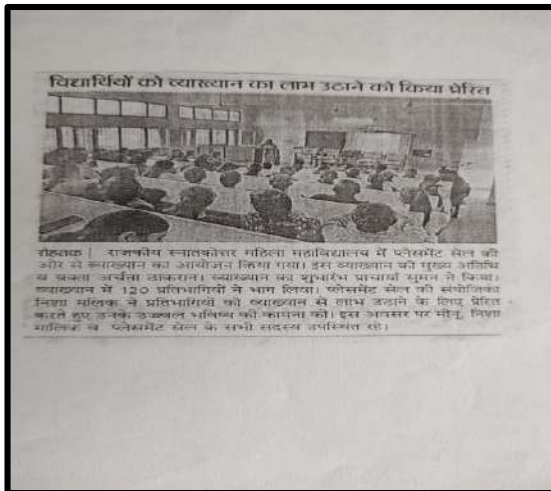 विद्यार्थियों को व्याख्यान का लाभ उठाने को किया प्रेरित
रोहतक | राजकीय स्नातकोत्तर महिला महाविद्यालय में प्लेसमेंट सेल की
ओर से व्याख्यान का आयोजन किया गया। इस व्याख्यान की मुख्य अतिथि
व वक्ता अर्चना ठाकरान। व्याख्यान का शुभारंभ प्राचार्या सुमन ने किया।
व्याख्यान में 120 प्रतिभागियों ने भाग लिया। प्लेसमेंट सेल की संयोजिका
निशा मलिक ने प्रतिभागियों को व्याख्यान से लाभ उठाने के लिए प्रेरित
करते हुए उनके उज्ज्वल भविष्य की कामना की। इस अवसर पर मीनू, निशा
मालिक व प्लेसमेंट सेल के सभी सदस्य उपस्थित रहे।